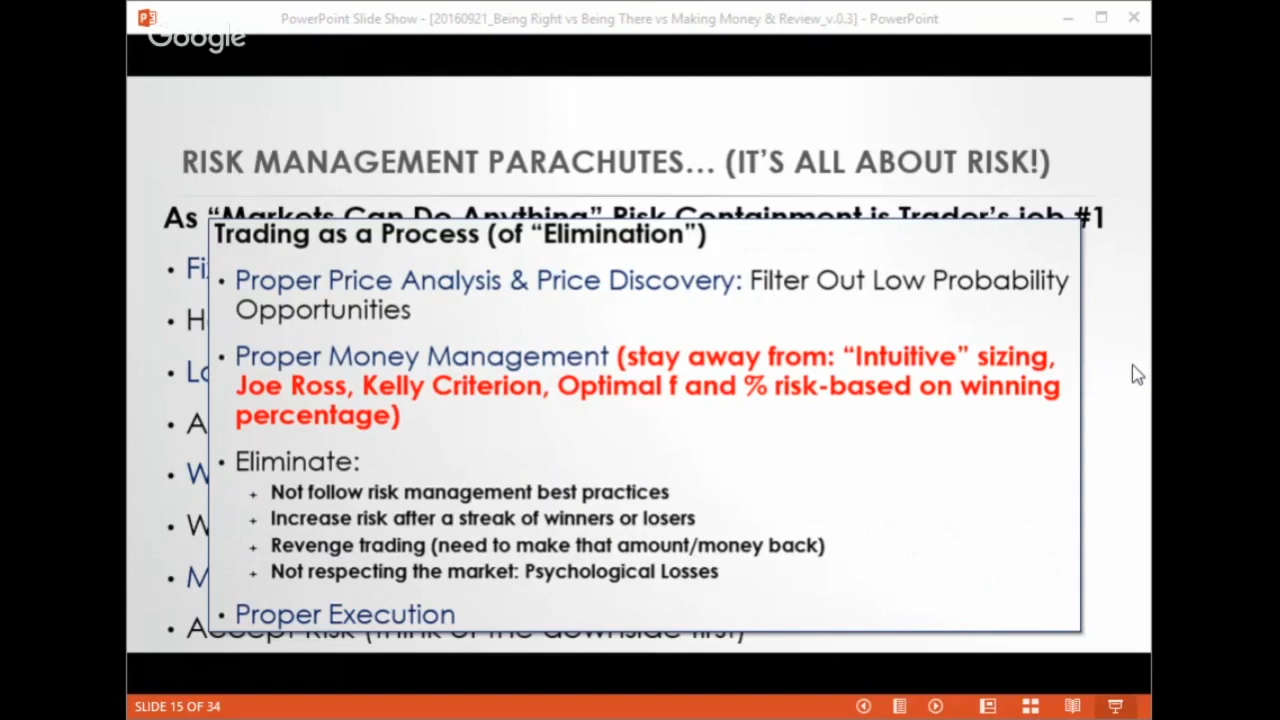 PowerPoint Slide Show - [20160921_Being Right vs Being There vs Making Money & Review_v.0.3] - PowerPoint
Google
RISK MANAGEMENT PARACHUTES... (IT'S ALL ABOUT RISK!)
As “Markets Can Do Anything” Risk Containment is Trader's job #1
Trading as a Process (of “Elimination”)
• Proper Price Analysis & Price Discovery: Filter Out Low Probability
Opportunities
• Proper Money Management (stay away from: “Intuitive” sizing,
Joe Ross, Kelly Criterion, Optimal f and % risk-based on winning
percentage)
• Eliminate:
+ Not follow risk management best practices
+ Increase risk after a streak of winners or losers
+ Revenge trading (need to make that amount/money back)
+ Not respecting the market: Psychological Losses
• Proper Execution
• Accept Risk (think of the downside first)
SLIDE 15 OF 34